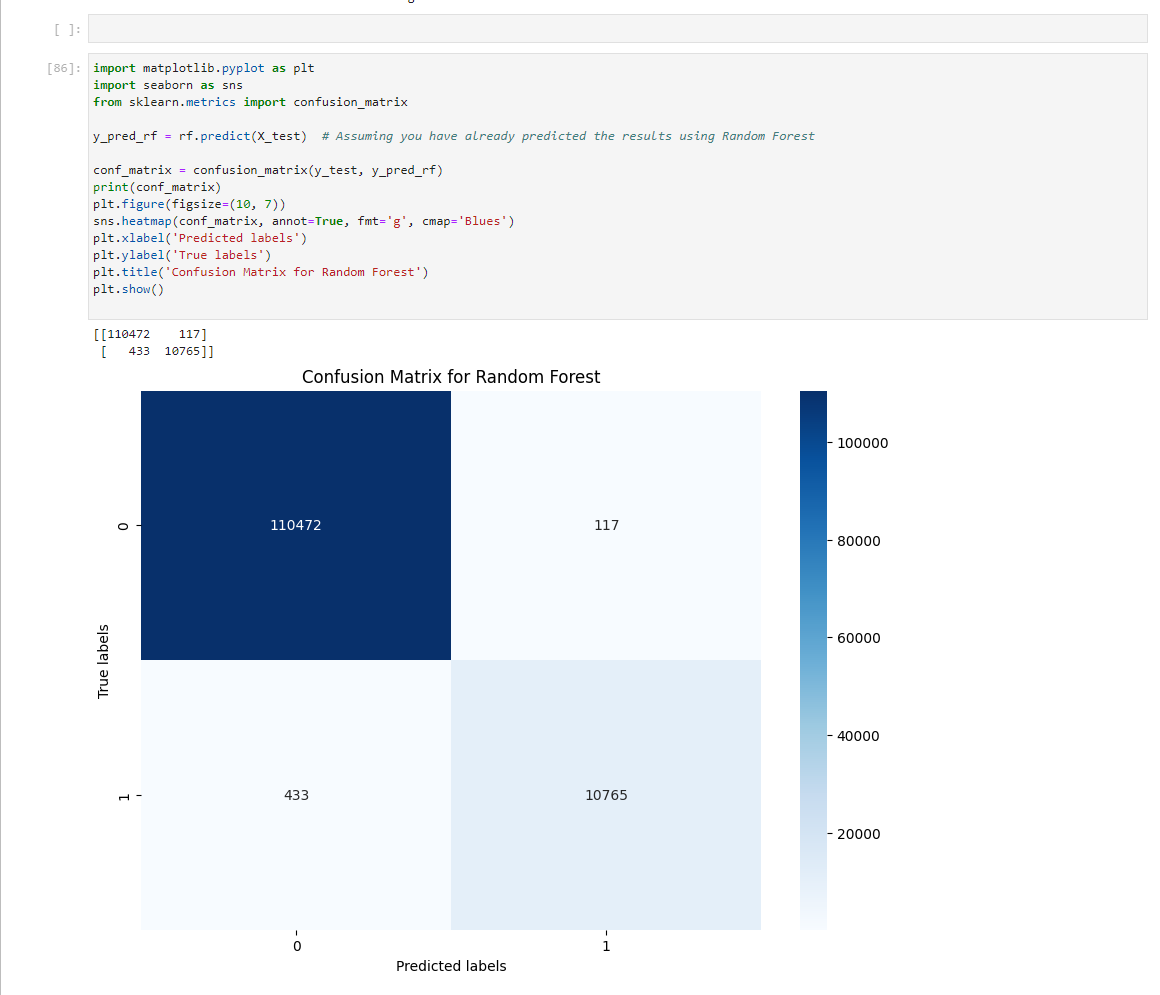 [ ]:
[86]:
import matplotlib.pyplot as plt
import seaborn as sns
from sklearn.metrics import confusion_matrix
y_pred_rf = rf.predict(X_test)  # Assuming you have already predicted the results using Random Forest
conf_matrix = confusion_matrix(y_test, y_pred_rf)
print(conf_matrix)
plt.figure(figsize=(10, 7))
sns.heatmap(conf_matrix, annot=True, fmt='g', cmap='Blues')
plt.xlabel('Predicted labels')
plt.ylabel('True labels')
plt.title('Confusion Matrix for Random Forest')
plt.show()
[[110472    117]
 [   433  10765]]
Confusion Matrix for Random Forest
100000
80000
60000
40000
20000
0
110472
117
True labels
1
433
10765
0
1
Predicted labels